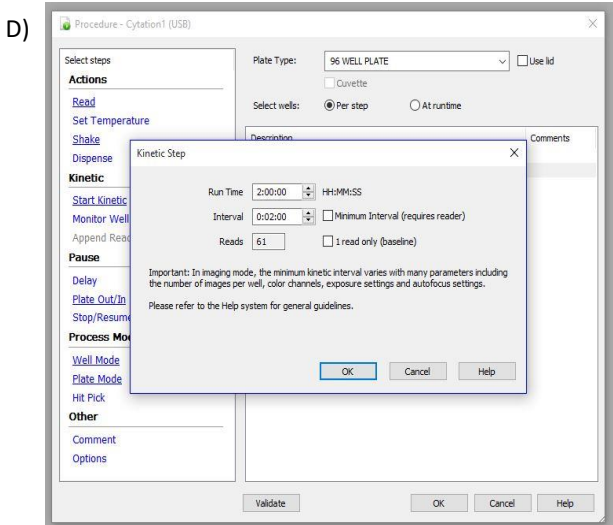 D)
Procedure - Cytation1 (USB)
Select steps
Actions
Read
Set Temperature
Shake
Dispense
Kinetic
Start Kinetic
Monitor Well
Append Read
Pause
Delay
Plate Out/In
Stop/Resume
Process Mo
Well Mode
Plate Mode
Hit Pick
Other
Comment
Options
Plate Type: 96 WELL PLATE Use lid
Cuvette
Select wells: Per step At runtime
Description Comments
Kinetic Step
Run Time 2:00:00 HH:MM:SS
Interval 0:02:00 Minimum Interval (requires reader)
Reads 61 1 read only (baseline)
Important: In imaging mode, the minimum kinetic interval varies with many parameters including
the number of images per well, color channels, exposure settings and autofocus settings.
Please refer to the Help system for general guidelines.
OK Cancel Help
Validate OK Cancel Help